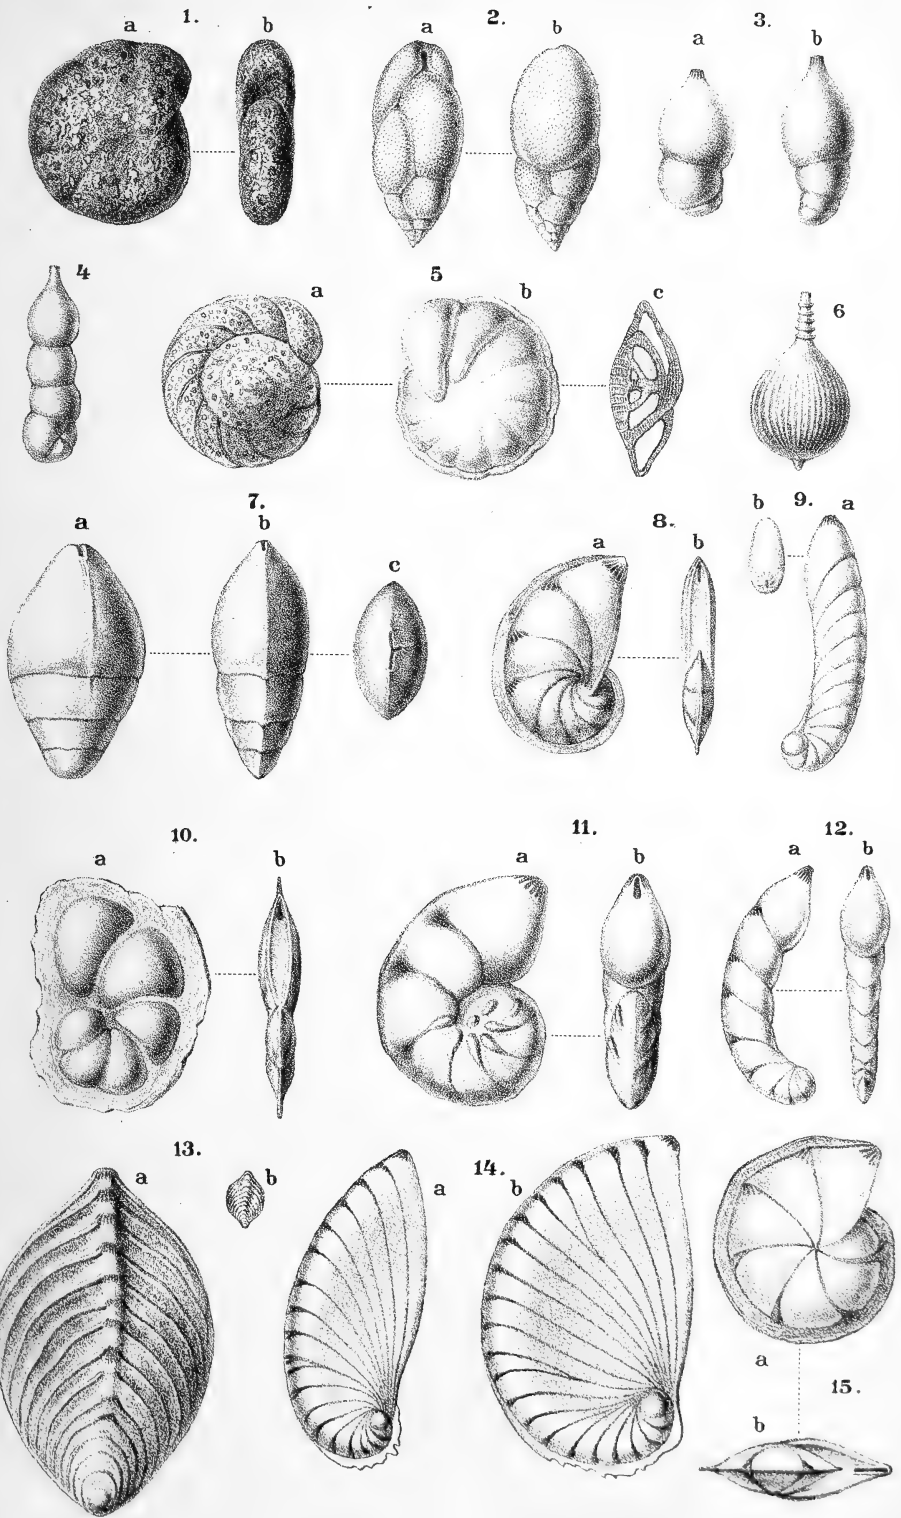 1. 2. 3.
a b a b a b
4 5 6
a b c
7. 8. 9.
a b c a b b a
10. 11. 12.
a b a b a b
13. 14.
a b a b
a
15.
b